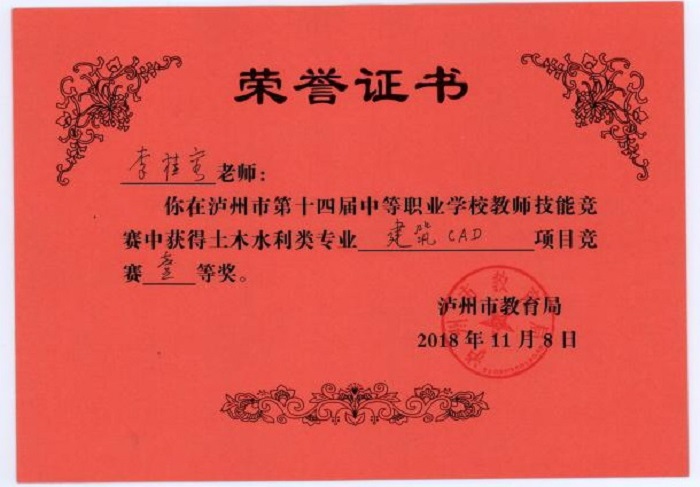 荣誉证书
李桂容老师：
你在泸州市第十四届中等职业学校教师技能竞
赛中获得土木水利类专业 建筑CAD 项目竞
赛 叁 等奖。
泸州市教育局
2018年11月8日